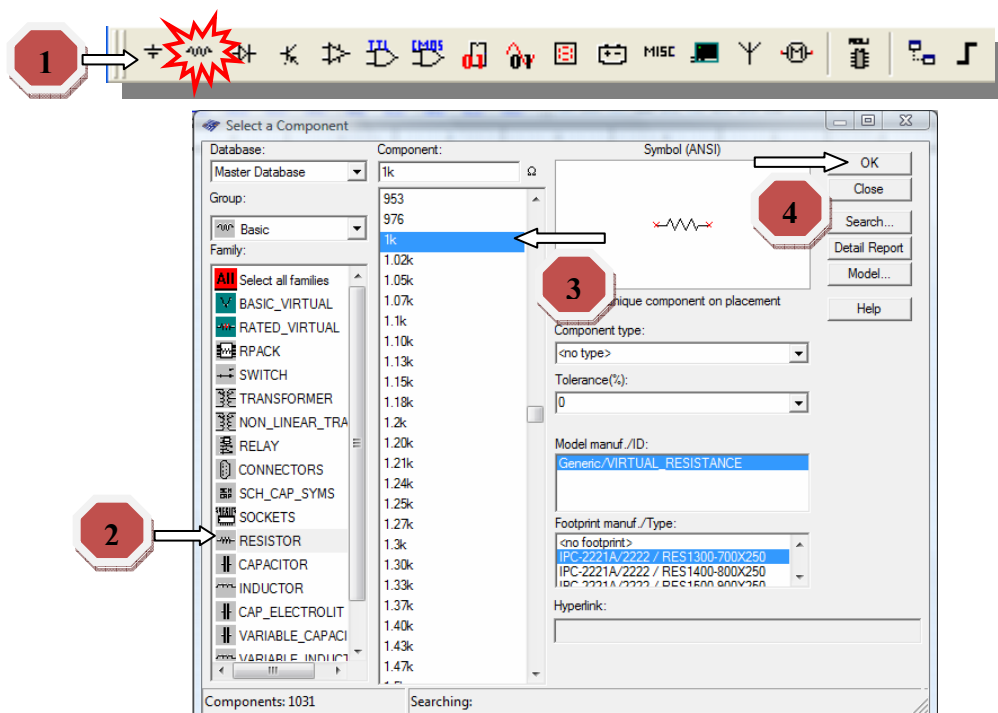 1
TTL
CMOS
MISC
M
Select a Component
Database:
Component:
Symbol (ANSI)
Master Database
1k
Ω
OK
Close
Search...
Detail Report
Model...
Help
4
Group:
Basic
Family:
All Select all families
BASIC_VIRTUAL
RATED_VIRTUAL
RPACK
SWITCH
TRANSFORMER
NON_LINEAR_TRA
RELAY
CONNECTORS
SCH_CAP_SYMS
SOCKETS
RESISTOR
CAPACITOR
INDUCTOR
CAP_ELECTROLIT
VARIABLE_CAPACI
VARIABLE_INDUCT
2
953
976
1k
1.02k
1.05k
1.07k
1.1k
1.10k
1.13k
1.15k
1.18k
1.2k
1.20k
1.21k
1.24k
1.25k
1.27k
1.3k
1.30k
1.33k
1.37k
1.40k
1.43k
1.47k
3
nique component on placement
Component type:
<no type>
Tolerance(%):
0
Model manuf./ID:
Generic/VIRTUAL_RESISTANCE
Footprint manuf./Type:
<no footprint>
IPC-2221A/2222 / RES1300-700X250
IPC-2221A/2222 / RES1400-800X250
IPC-2221A/2222 / RES1500-900X250
Hyperlink:
Components: 1031
Searching: